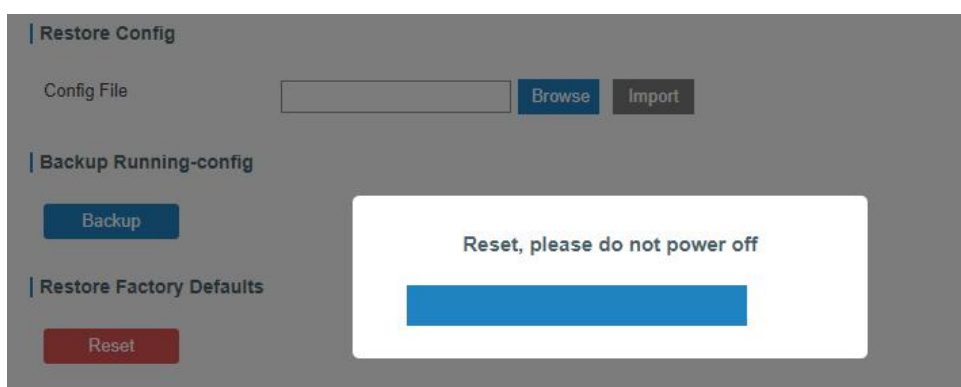 Restore Config
Config File
Browse
Import
Backup Running-config
Backup
Reset, please do not power off
Restore Factory Defaults
Reset